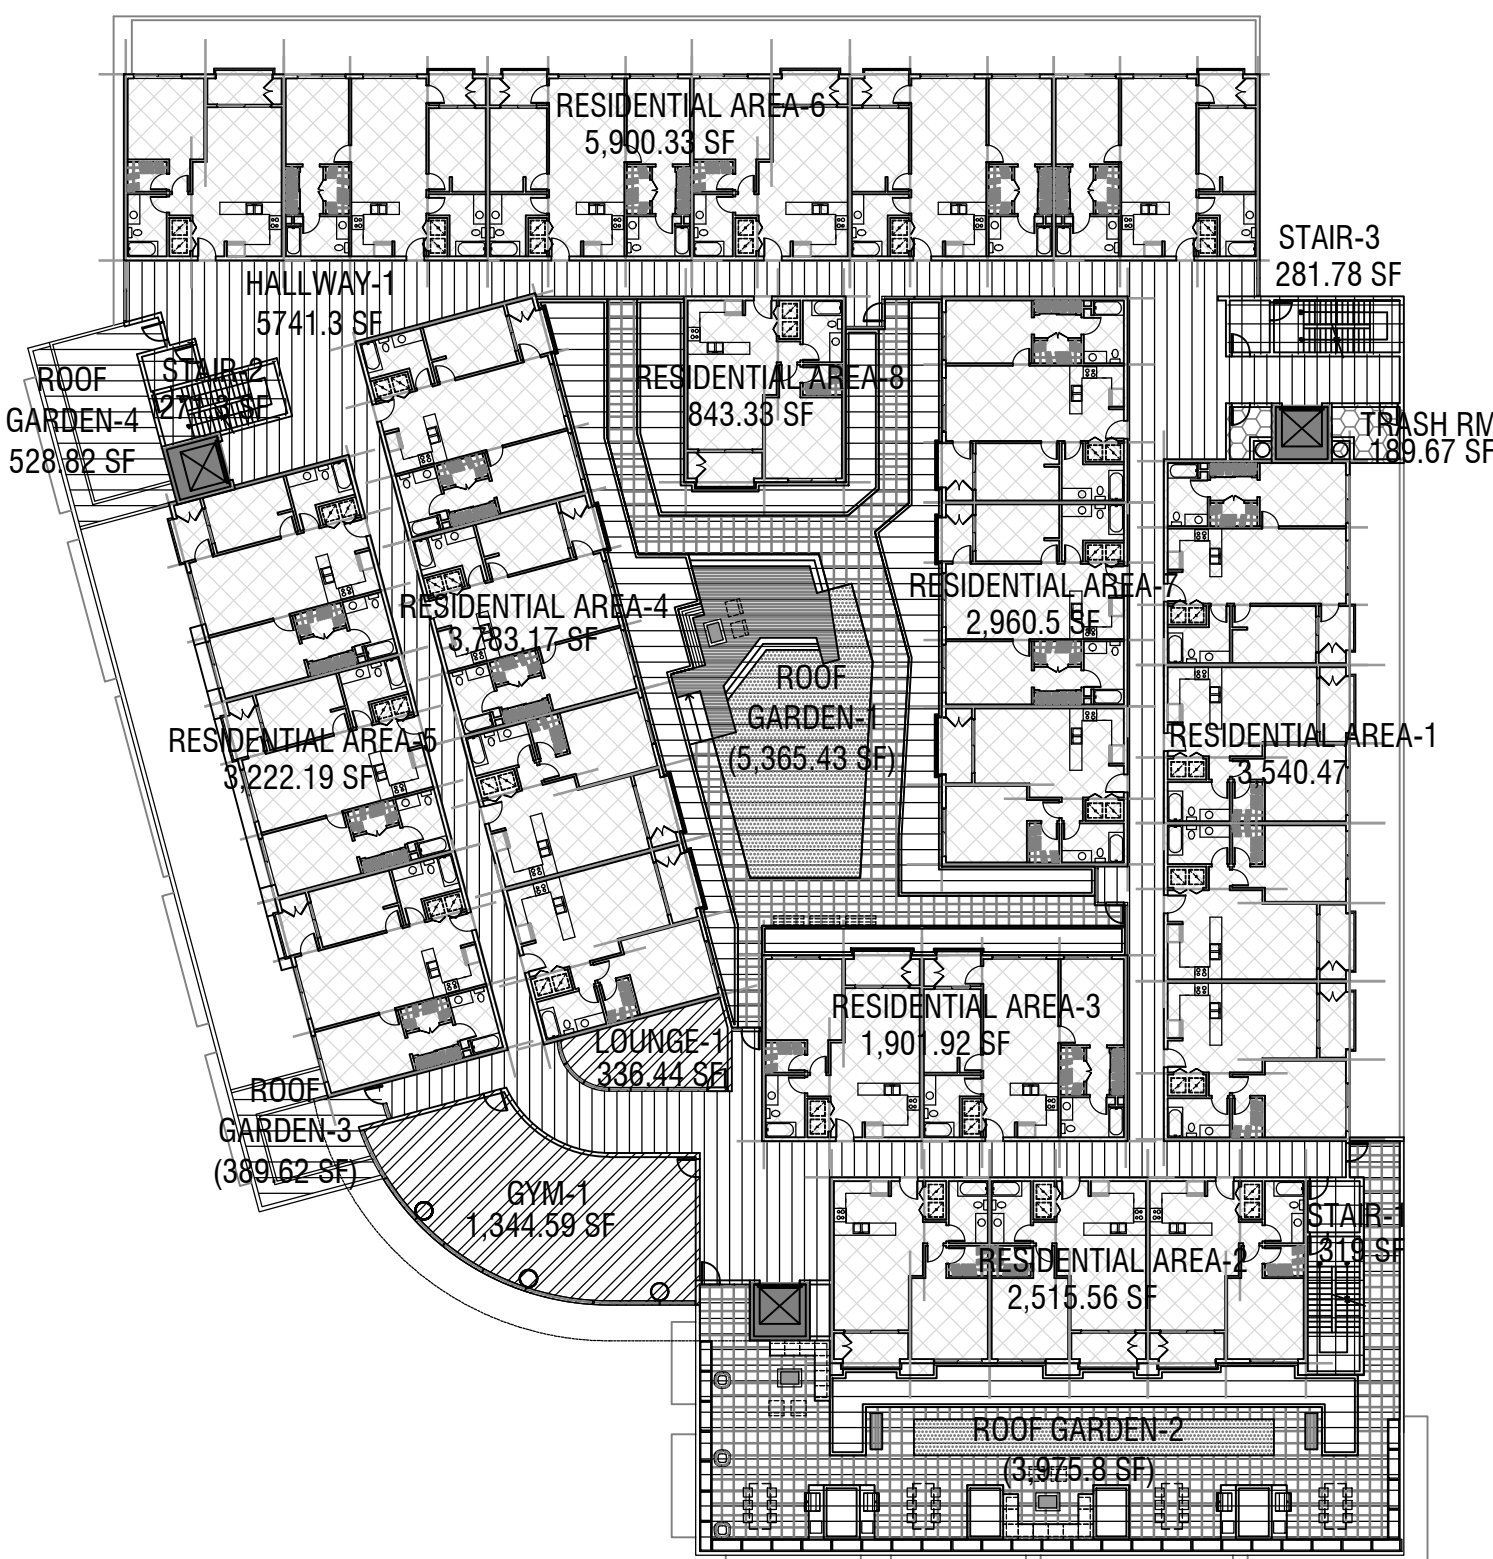 RESIDENTIAL AREA-6
5,900.33 SF
STAIR-3
281.78 SF
HALLWAY-1
5741.3 SF
STAIR-2
ROOF
GARDEN-4
528.82 SF
RESIDENTIAL AREA-8
843.33 SF
TRASH RM
189.67 SF
RESIDENTIAL AREA-7
2,960.5 SF
RESIDENTIAL AREA-4
3,783.17 SF
ROOF
GARDEN-1
(5,365.43 SF)
RESIDENTIAL AREA-5
3,222.19 SF
RESIDENTIAL AREA-1
3,540.47
RESIDENTIAL AREA-3
1,901.92 SF
LOUNGE-1
336.44 SF
ROOF
GARDEN-3
(389.62 SF)
GYM-1
1,344.59 SF
STAIR-1
319 SF
RESIDENTIAL AREA-2
2,515.56 SF
ROOF GARDEN-2
(3,975.8 SF)